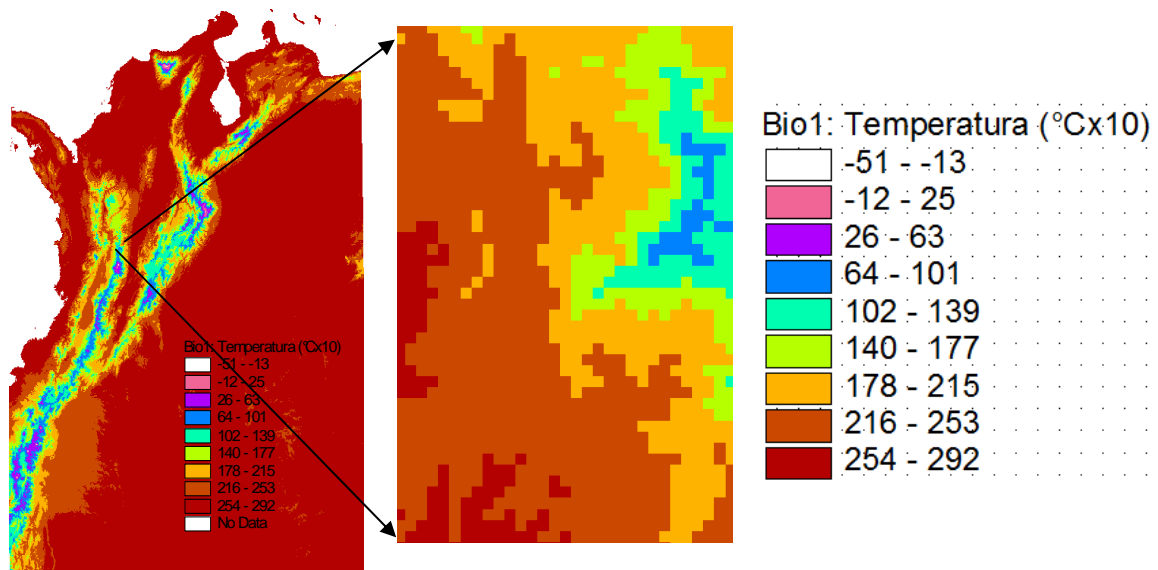 Bio1: Temperatura (°Cx10)
-51 - -13
-12 - 25
26 - 63
64 - 101
102 - 139
140 - 177
178 - 215
216 - 253
254 - 292
No Data
Bio1: Temperatura (°Cx10)
-51 - -13
-12 - 25
26 - 63
64 - 101
102 - 139
140 - 177
178 - 215
216 - 253
254 - 292